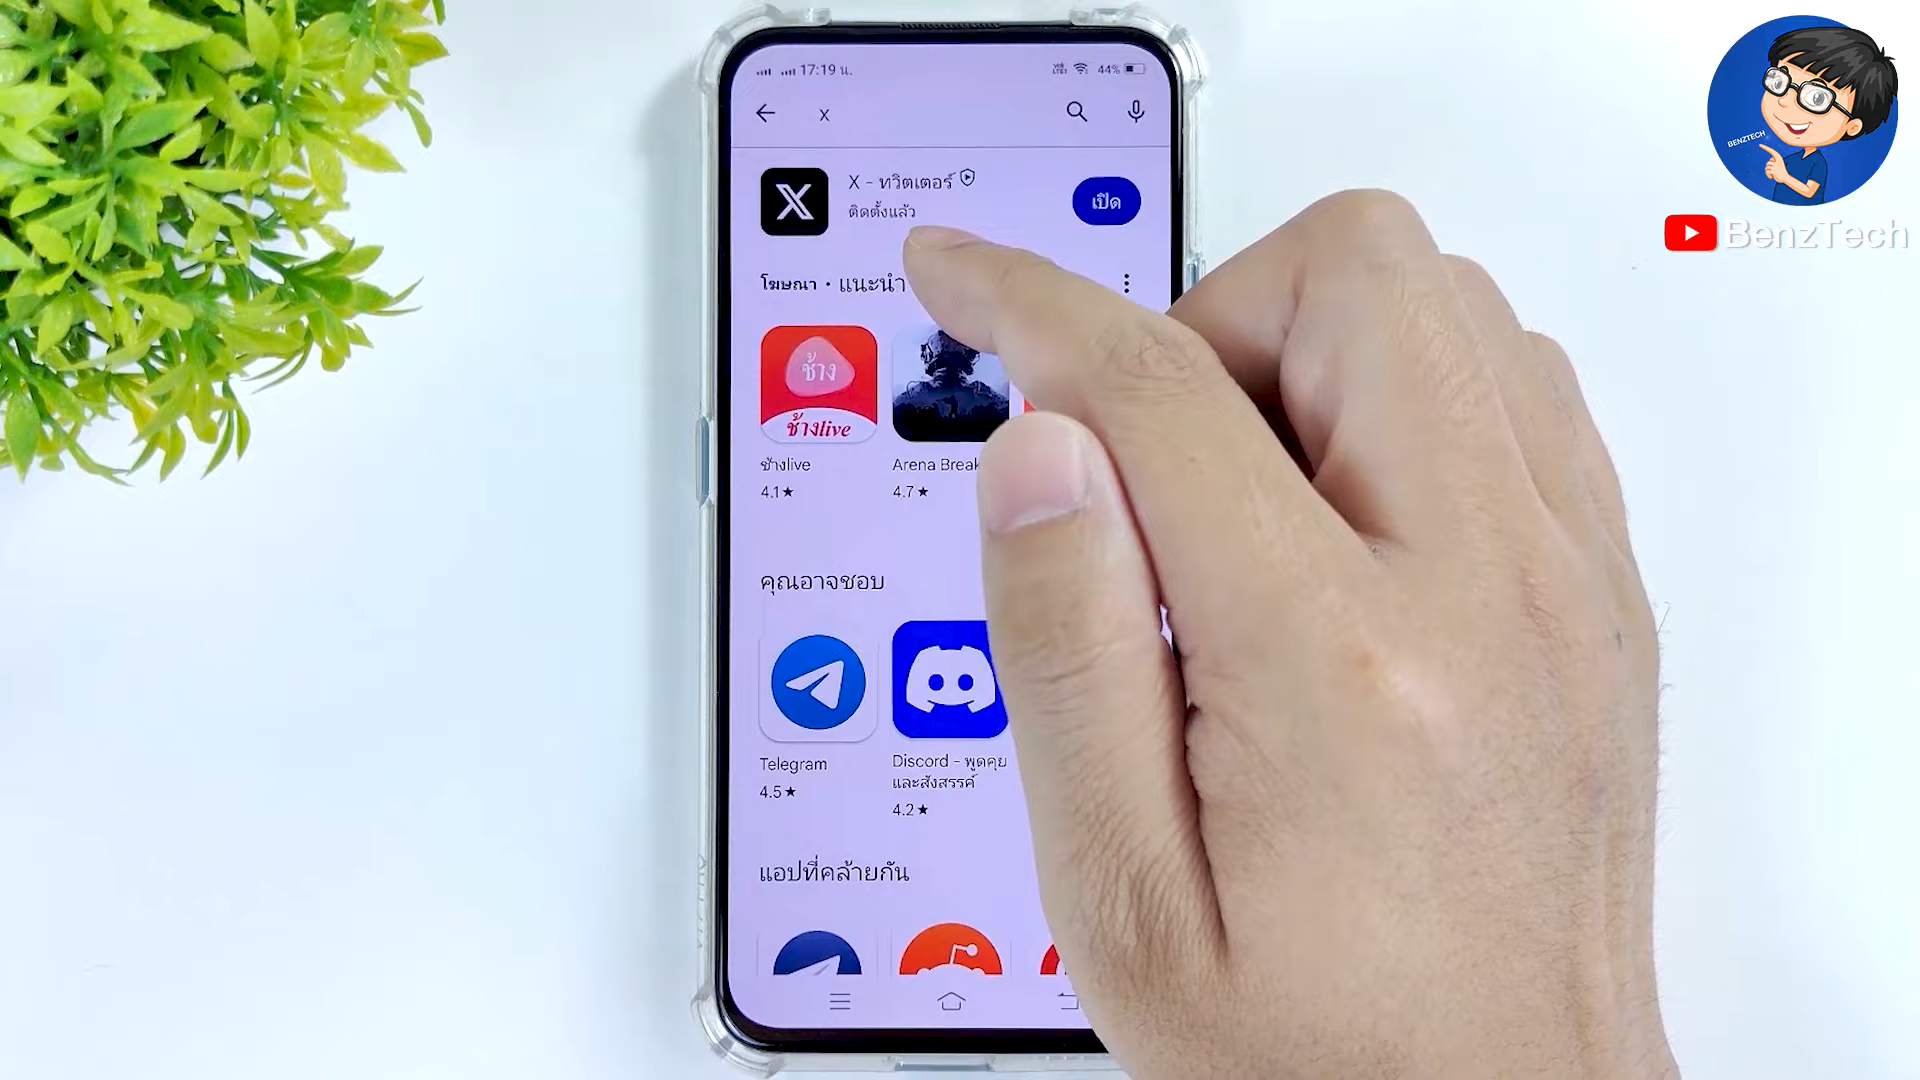 17:19 น.
44%
x
X - ทวิตเตอร์
ติดตั้งแล้ว
เปิด
โฆษณา · แนะนำ
ช้าง
ช้างlive
ช้างlive
4.1★
Arena Break
4.7★
คุณอาจชอบ
Telegram
4.5★
Discord - พูดคุย
และสังสรรค์
4.2★
แอปที่คล้ายกัน
BENZTECH
BenzTech